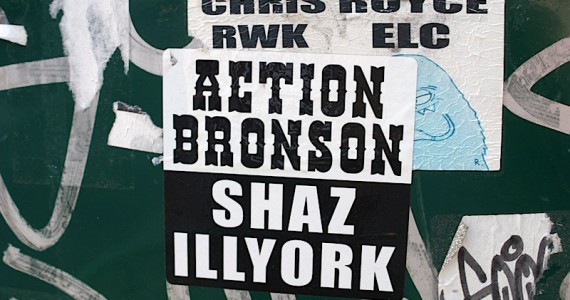 CHRIS ROYCE
RWK ELC
ACTION
BRONSON
SHAZ
ILLYORK
R.